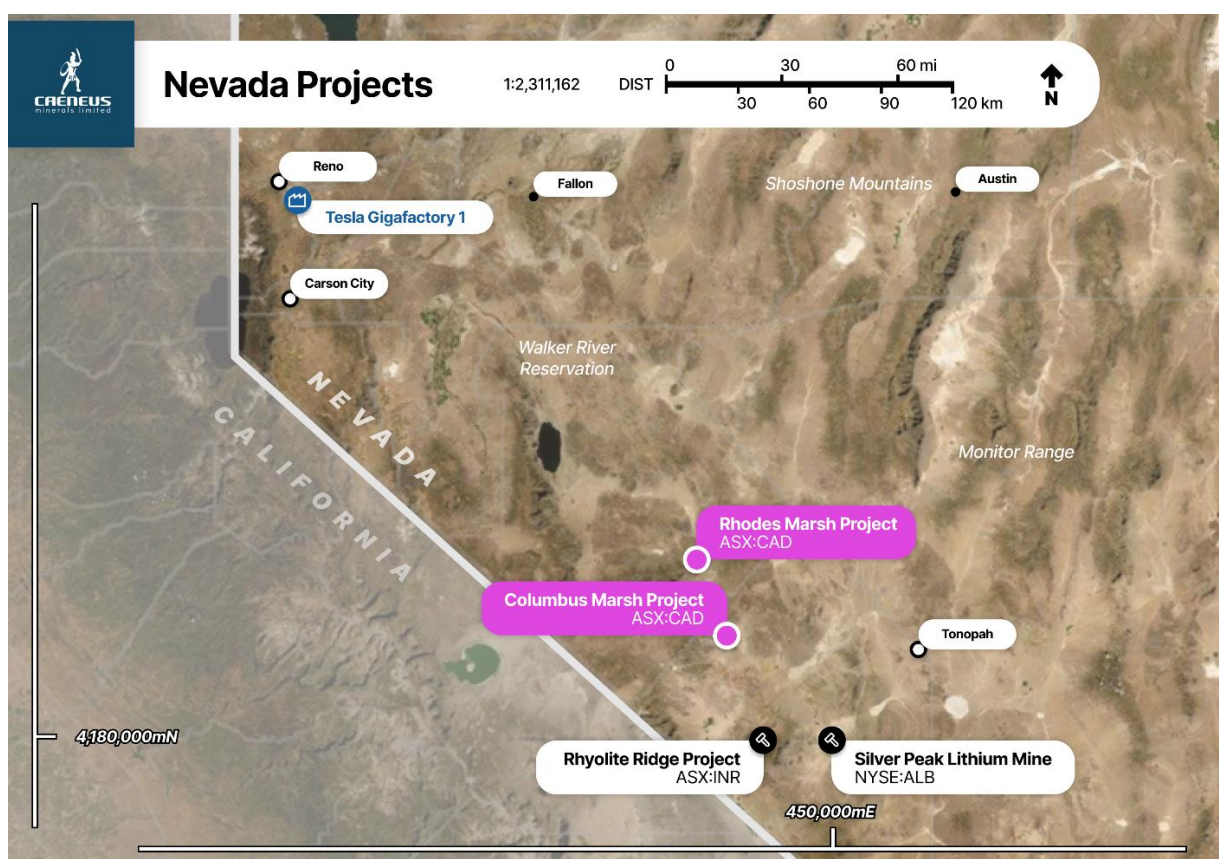 CAENEUS
minerals limited
Nevada Projects
1:2,311,162
DIST
0 30 60 mi
30 60 90 120 km
N
Reno
Tesla Gigafactory 1
Fallon
Shoshone Mountains
Austin
Carson City
Walker River
Reservation
NEVADA
CALIFORNIA
Monitor Range
Rhodes Marsh Project
ASX:CAD
Columbus Marsh Project
ASX:CAD
Tonopah
4,180,000mN
Rhyolite Ridge Project
ASX:INR
Silver Peak Lithium Mine
NYSE:ALB
450,000mE